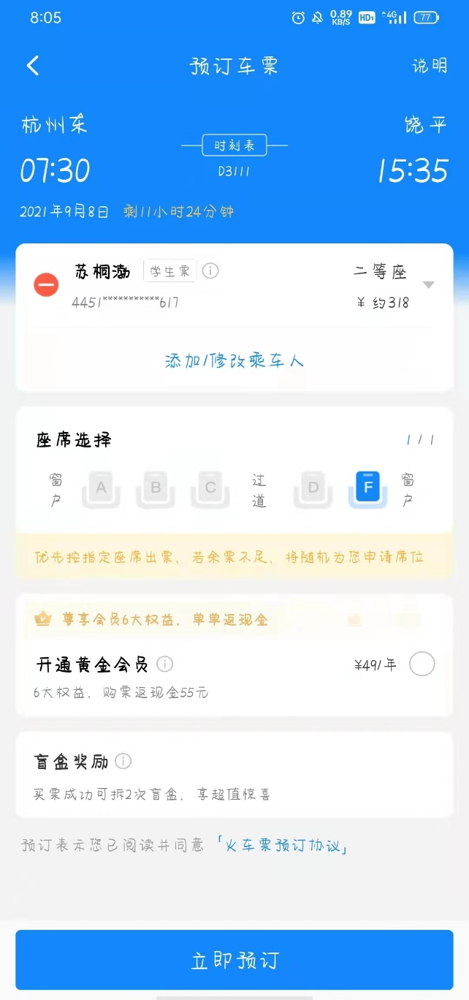 8:05 0.89 KB/S HD1 4G 77
预订车票 说明
杭州东 饶平
时刻表
07:30 D3111 15:35
2021年9月8日 剩11小时24分钟
苏桐渤 学生票 二等座
4451***********617 ¥ 约318
添加/修改乘车人
座席选择 1 / 1
窗户 A B C 过道 D F 窗户
优先按指定座席出票，若余票不足，将随机为您申请席位
尊享会员6大权益，单单返现金
开通黄金会员 ¥49/年
6大权益，购票返现金55元
盲盒奖励
买票成功可拆2次盲盒，享超值惊喜
预订表示您已阅读并同意「火车票预订协议」
立即预订